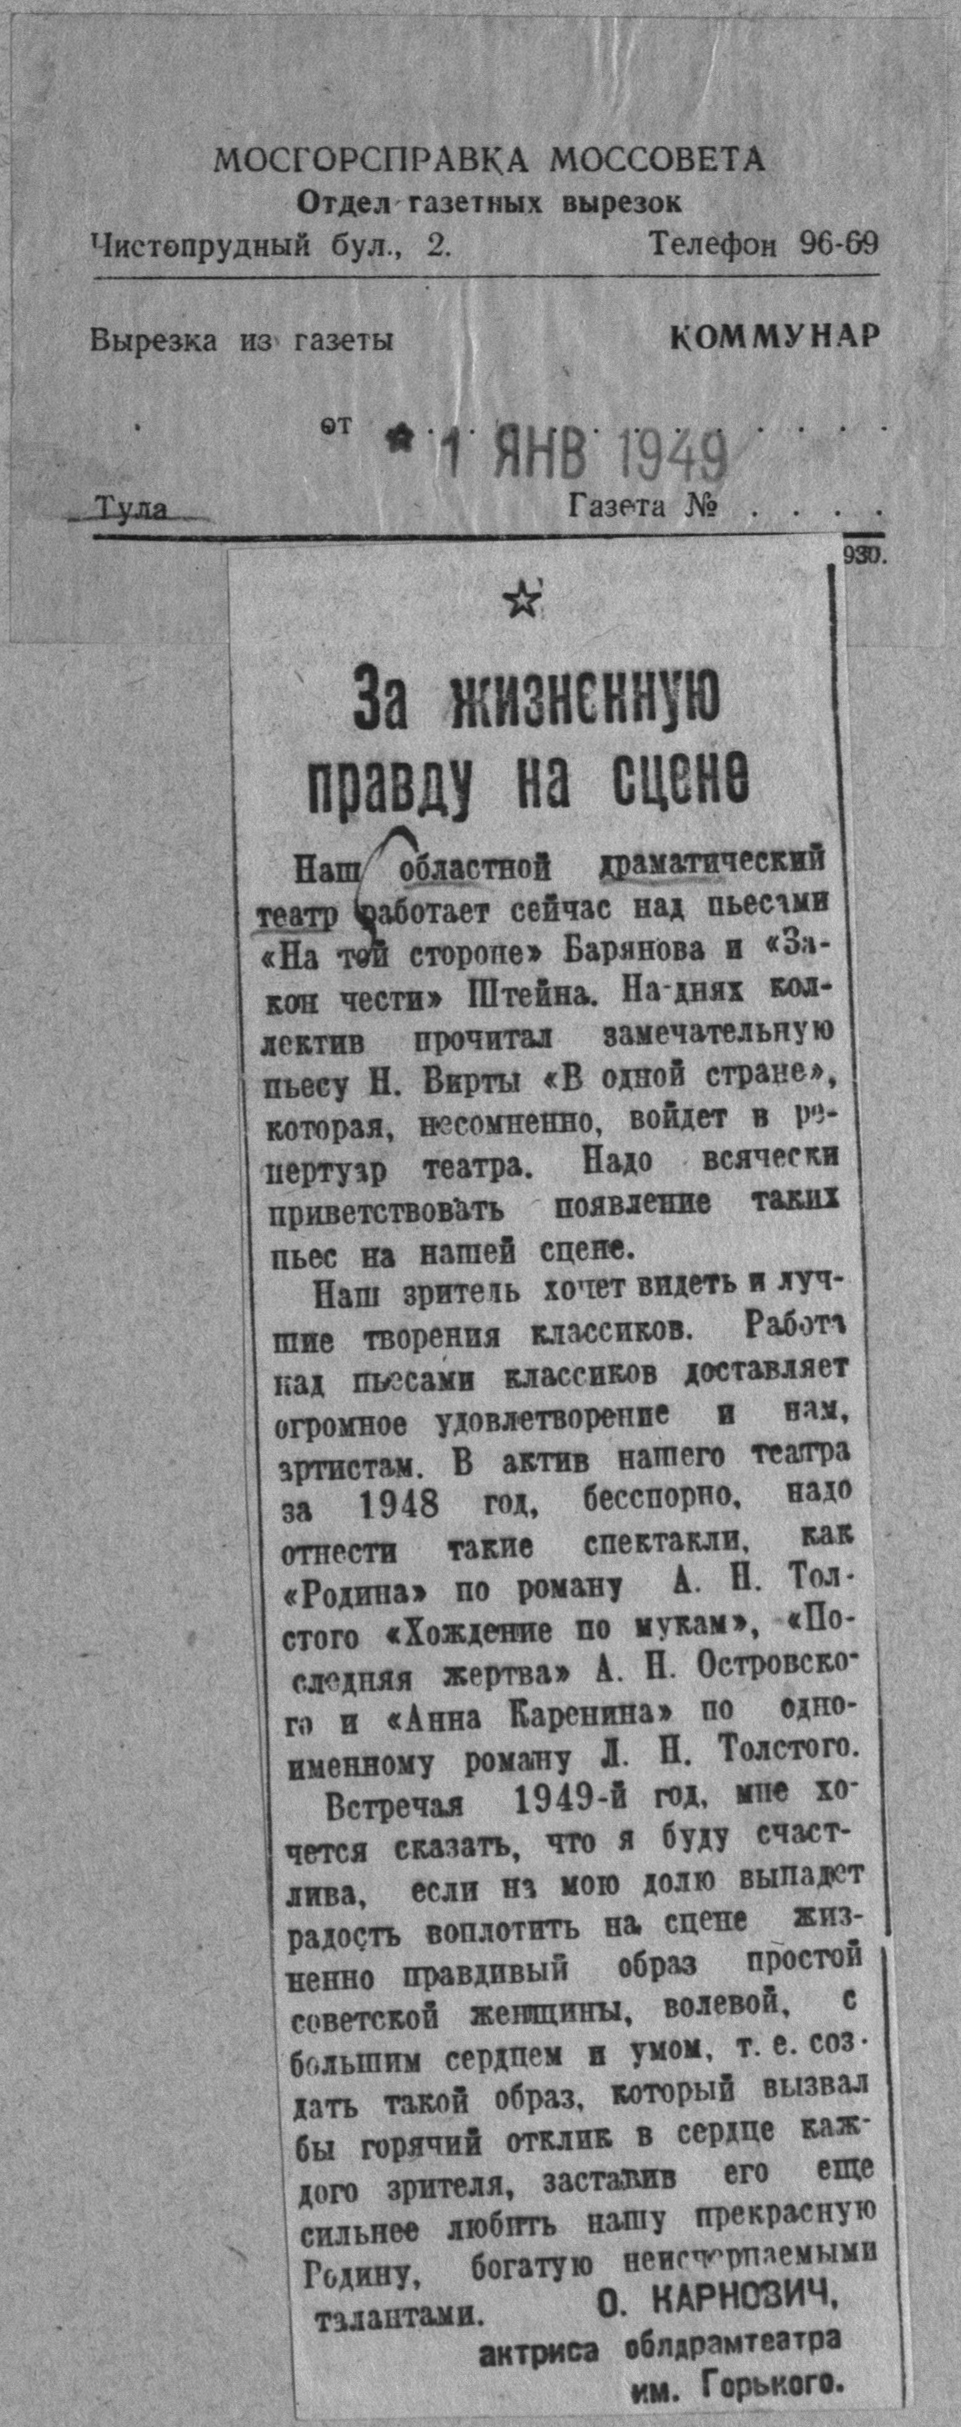 МОСГОРСПРАВКА МОССОВЕТА
Отдел газетных вырезок
Чистопрудный бул., 2. Телефон 96-69
Вырезка из газеты КОММУНАР
от 1 ЯНВ 1949
Тула Газета № . . . .
930.
За жизненную
правду на сцене
Наш областной драматический
театр работает сейчас над пьесами
«На той стороне» Барянова и «За-
кон чести» Штейна. На-днях кол-
лектив прочитал замечательную
пьесу Н. Вирты «В одной стране»,
которая, несомненно, войдет в ре-
пертуар театра. Надо всячески
приветствовать появление таких
пьес на нашей сцене.
Наш зритель хочет видеть и луч-
шие творения классиков. Работа
над пьесами классиков доставляет
огромное удовлетворение и нам,
артистам. В актив нашего театра
за 1948 год, бесспорно, надо
отнести такие спектакли, как
«Родина» по роману А. Н. Тол-
стого «Хождение по мукам», «По-
следняя жертва» А. Н. Островско-
го и «Анна Каренина» по одно-
именному роману Л. Н. Толстого.
Встречая 1949-й год, мне хо-
чется сказать, что я буду счаст-
лива, если на мою долю выпадет
радость воплотить на сцене жиз-
ненно правдивый образ простой
советской женщины, волевой, с
большим сердцем и умом, т. е. соз-
дать такой образ, который вызвал
бы горячий отклик в сердце каж-
дого зрителя, заставив его еще
сильнее любить нашу прекрасную
Родину, богатую неисчерпаемыми
талантами. О. КАРНОВИЧ,
актриса облдрамтеатра
им. Горького.